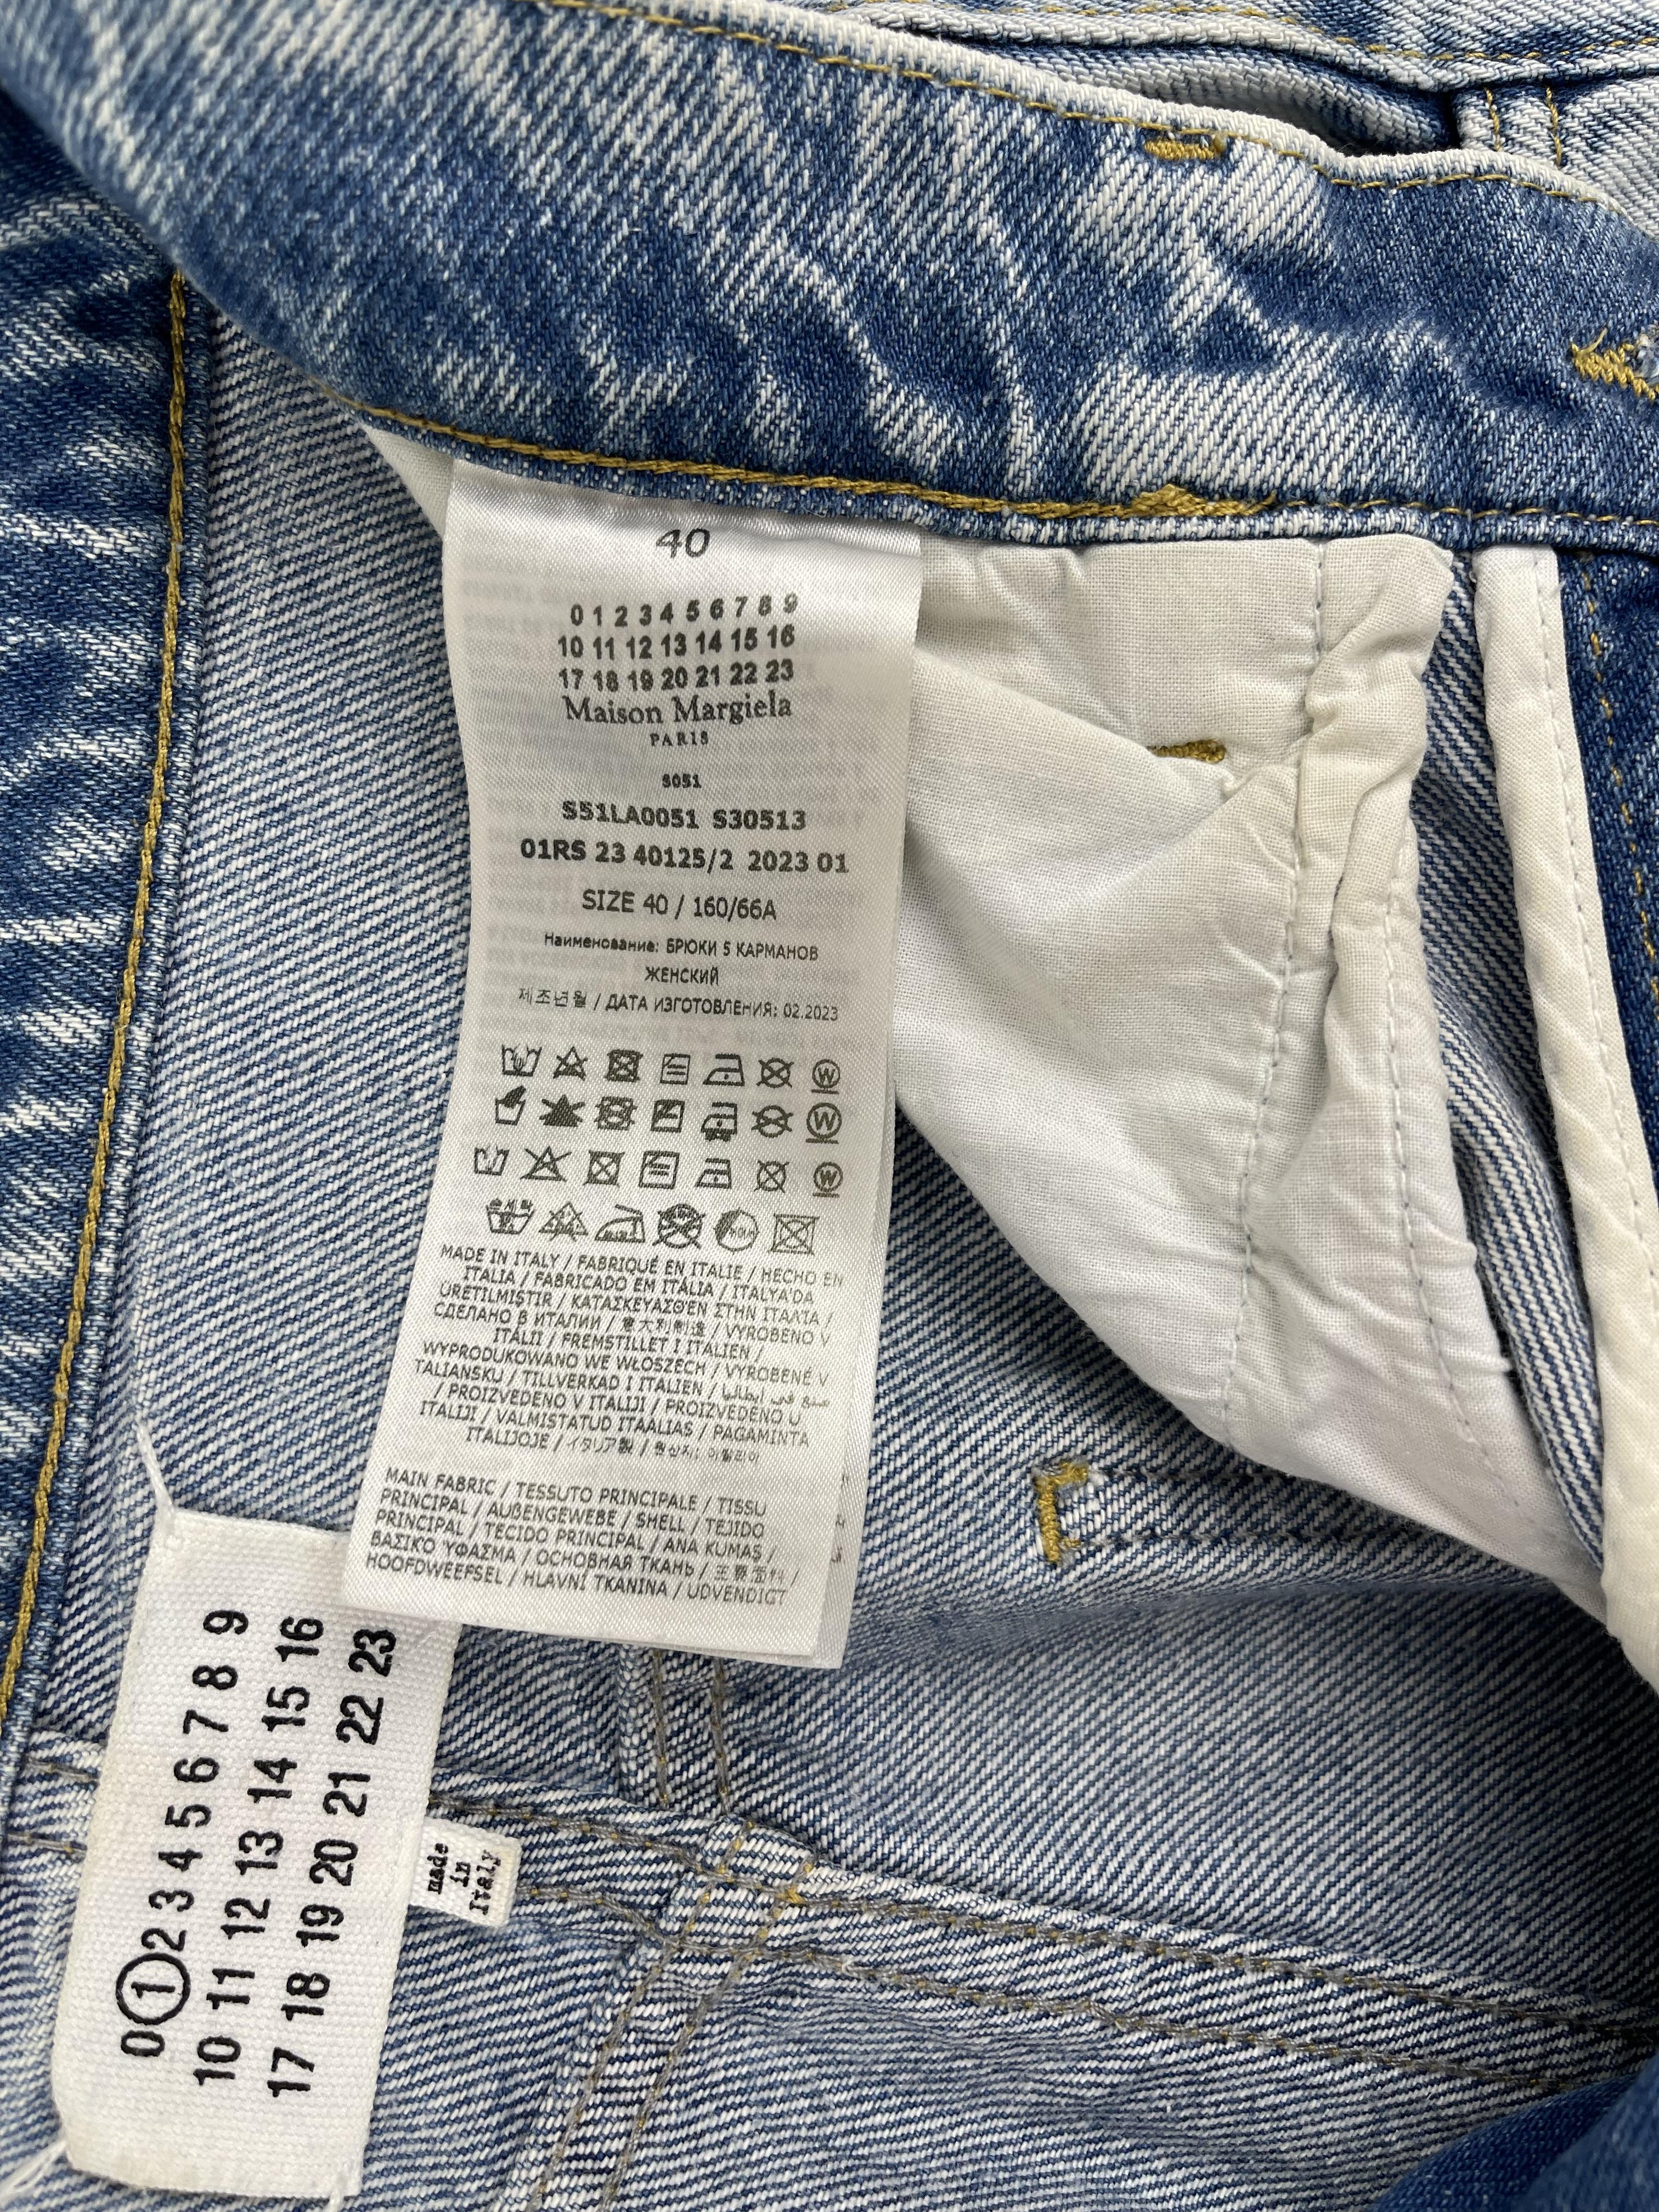 40
0 1 2 3 4 5 6 7 8 9
10 11 12 13 14 15 16
17 18 19 20 21 22 23
Maison Margiela
PARIS
S051
S51LA0051 S30513
01RS 23 40125/2 2023 01
SIZE 40 / 160/66A
Наименование: БРЮКИ 5 КАРМАНОВ
ЖЕНСКИЙ
제조년월 / ДАТА ИЗГОТОВЛЕНИЯ: 02.2023
MADE IN ITALY / FABRIQUÉ EN ITALIE / HECHO EN
ITALIA / FABRICADO EM ITÁLIA / ITALYA'DA
ÜRETILMIŞTIR / ΚΑΤΑΣΚΕΥΑΣΘΈΝ ΣΤΗΝ ΙΤΑΛΊΑ /
СДЕЛАНО В ИТАЛИИ / 意大利制造 / VYROBENO V
ITÁLII / FREMSTILLET I ITALIEN /
WYPRODUKOWANO WE WŁOSZECH / VYROBENÉ V
TALIANSKU / TILLVERKAD I ITALIEN / صنع في إيطاليا
/ PROIZVEDENO V ITALIJI / PROIZVEDENO U
ITALIJI / VALMISTATUD ITAALIAS / PAGAMINTA
ITALIJOJE / イタリア製 / 원산지: 이탈리아
MAIN FABRIC / TESSUTO PRINCIPALE / TISSU
PRINCIPAL / AUßENGEWEBE / SHELL / TEJIDO
PRINCIPAL / TECIDO PRINCIPAL / ANA KUMAŞ /
ΒΑΣΙΚΌ ΎΦΑΣΜΑ / ОСНОВНАЯ ТКАНЬ / 主要面料 /
HOOFDWEEFSEL / HLAVNÍ TKANINA / UDVENDIGT
0 1 2 3 4 5 6 7 8 9
10 11 12 13 14 15 16
17 18 19 20 21 22 23
made
in
Italy